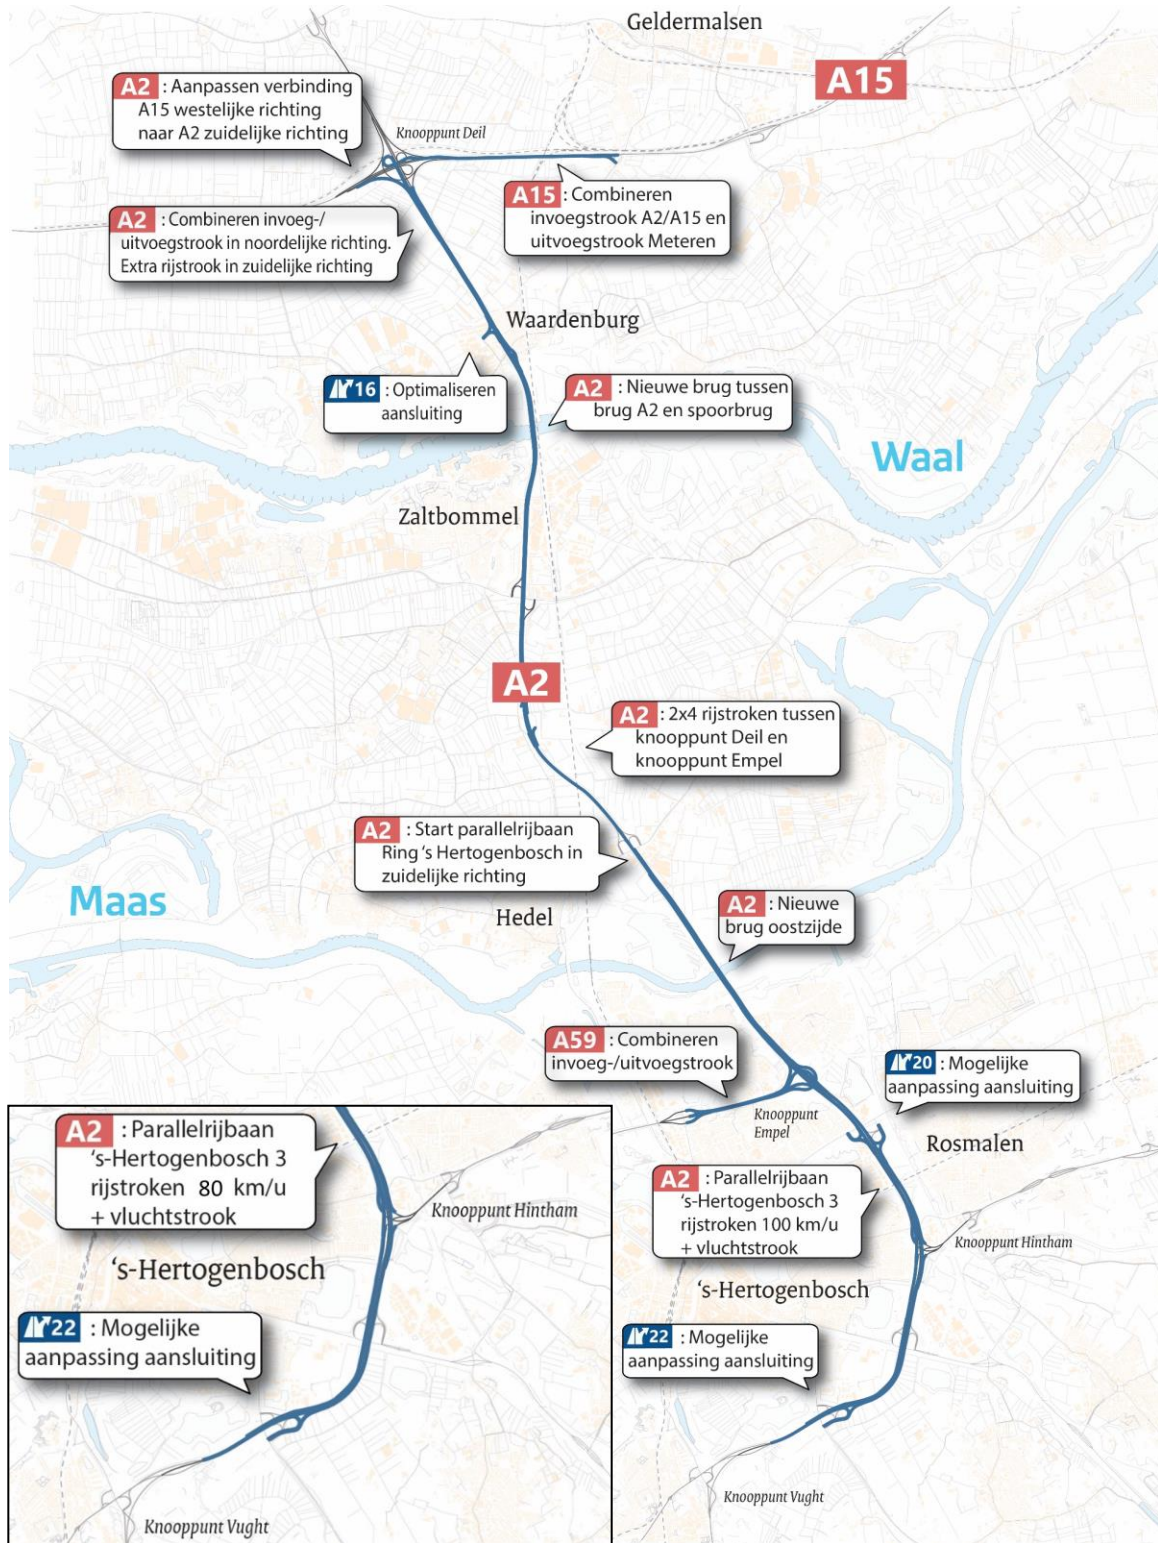 Geldermalsen
A15
A2 : Aanpassen verbinding
A15 westelijke richting
naar A2 zuidelijke richting
Knooppunt Deil
A15 : Combineren
invoegstrook A2/A15 en
uitvoegstrook Meteren
A2 : Combineren invoeg-/
uitvoegstrook in noordelijke richting.
Extra rijstrook in zuidelijke richting
Waardenburg
16 : Optimaliseren
aansluiting
A2 : Nieuwe brug tussen
brug A2 en spoorbrug
Waal
Zaltbommel
A2
A2 : 2x4 rijstroken tussen
knooppunt Deil en
knooppunt Empel
A2 : Start parallelrijbaan
Ring 's Hertogenbosch in
zuidelijke richting
Maas
Hedel
A2 : Nieuwe
brug oostzijde
A59 : Combineren
invoeg-/uitvoegstrook
20 : Mogelijke
aanpassing aansluiting
Knooppunt
Empel
Rosmalen
A2 : Parallelrijbaan
's-Hertogenbosch 3
rijstroken 100 km/u
+ vluchtstrook
Knooppunt Hintham
's-Hertogenbosch
22 : Mogelijke
aanpassing aansluiting
Knooppunt Vught
A2 : Parallelrijbaan
's-Hertogenbosch 3
rijstroken 80 km/u
+ vluchtstrook
Knooppunt Hintham
's-Hertogenbosch
22 : Mogelijke
aanpassing aansluiting
Knooppunt Vught